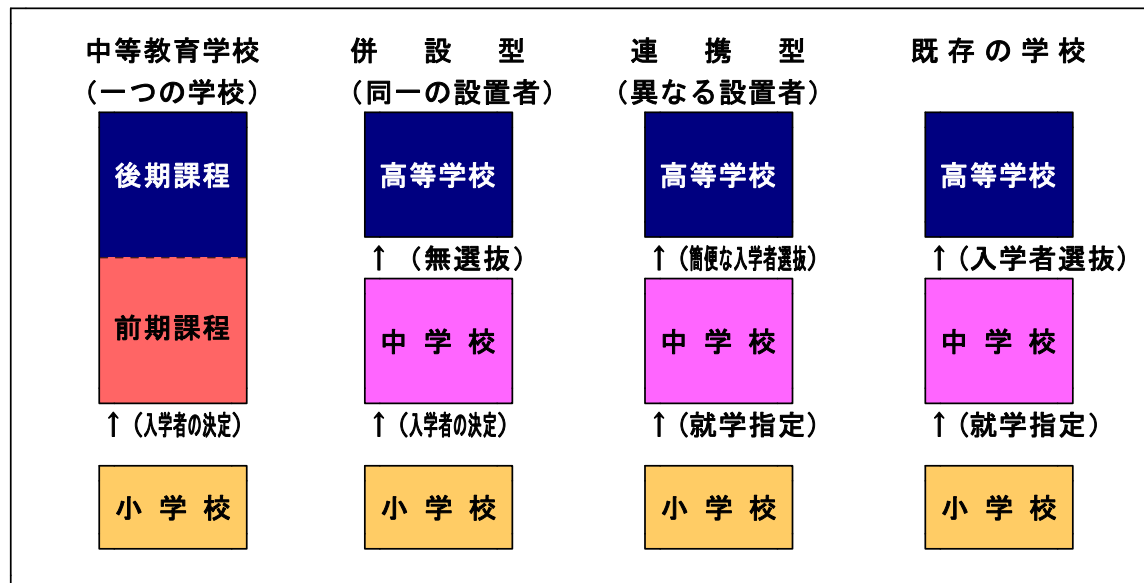 中等教育学校
(一つの学校)
後期課程
前期課程
↑(入学者の決定)
小学校
併設型
(同一の設置者)
高等学校
↑(無選抜)
中学校
↑(入学者の決定)
小学校
連携型
(異なる設置者)
高等学校
↑(簡便な入学者選抜)
中学校
↑(就学指定)
小学校
既存の学校
高等学校
↑(入学者選抜)
中学校
↑(就学指定)
小学校